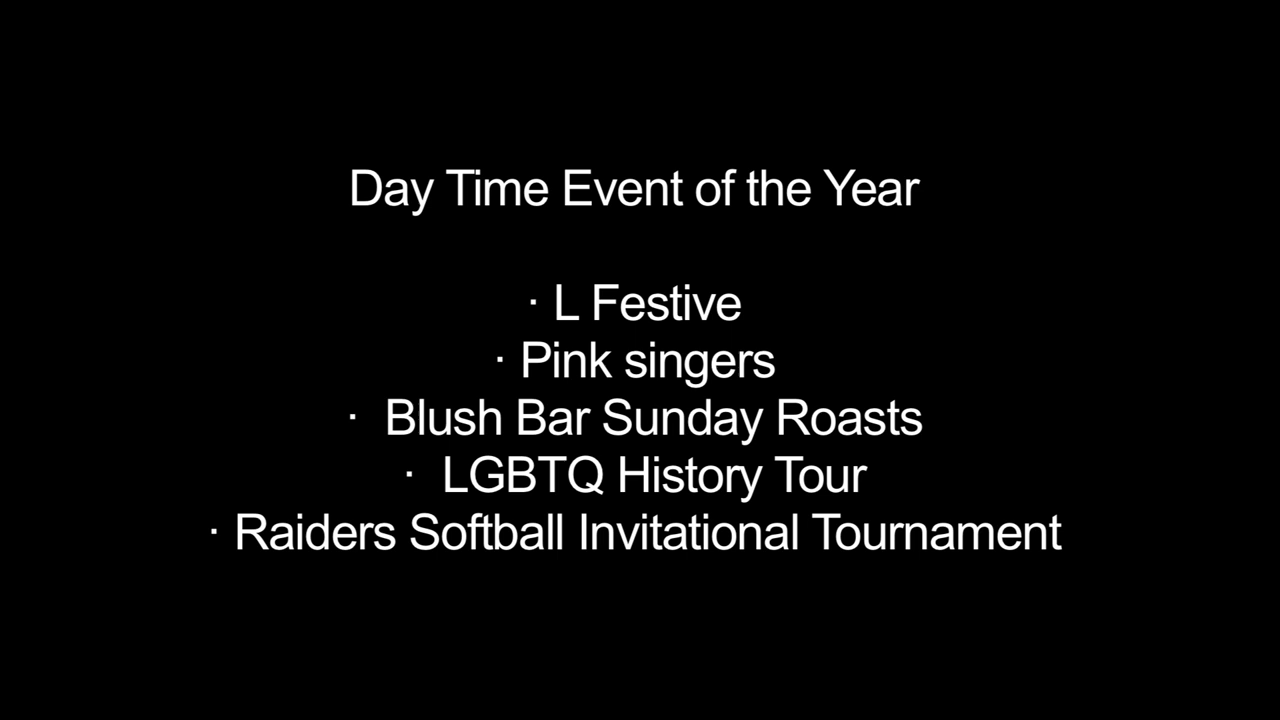 Day Time Event of the Year
· L Festive
· Pink singers
· Blush Bar Sunday Roasts
· LGBTQ History Tour
· Raiders Softball Invitational Tournament